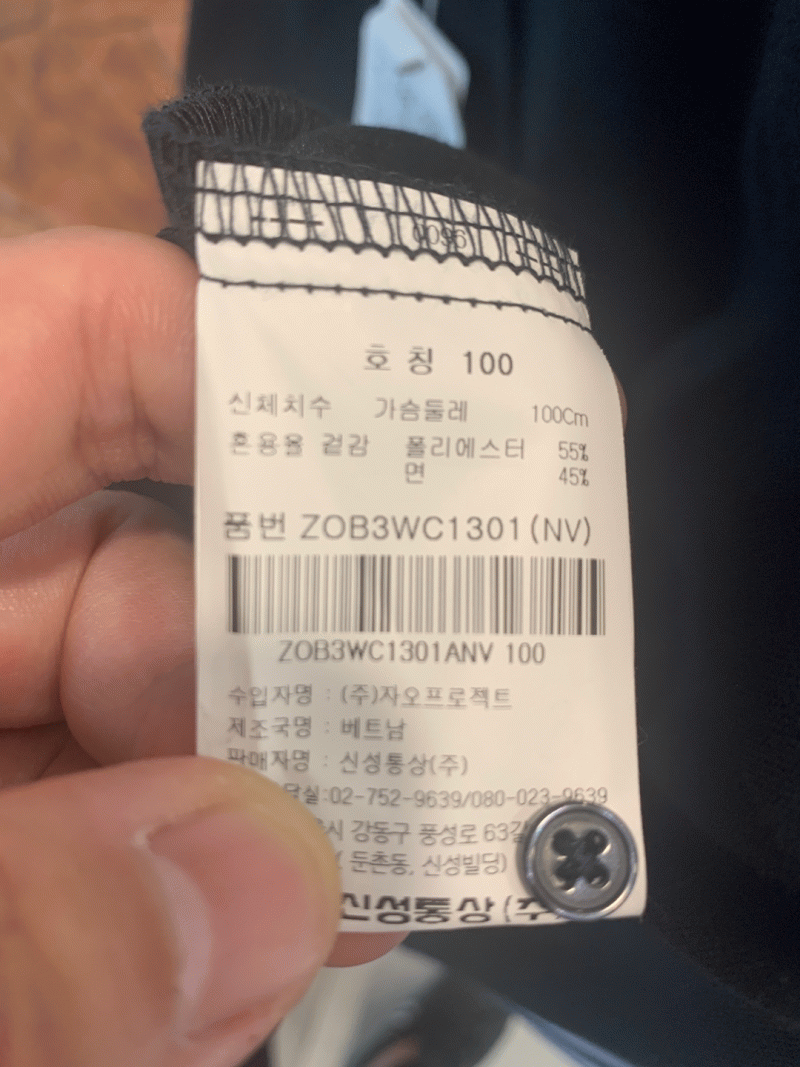 0096
호 칭 100
신체치수 가슴둘레 100Cm
혼용율 겉감 폴리에스터 55%
면 45%
품번 ZOB3WC1301(NV)
ZOB3WC1301ANV 100
수입자명 : (주)자오프로젝트
제조국명 : 베트남
판매자명 : 신성통상(주)
:02-752-9639/080-023-9639
강동구 풍성로 63길
( 둔촌동, 신성빌딩)
신성통상(주)